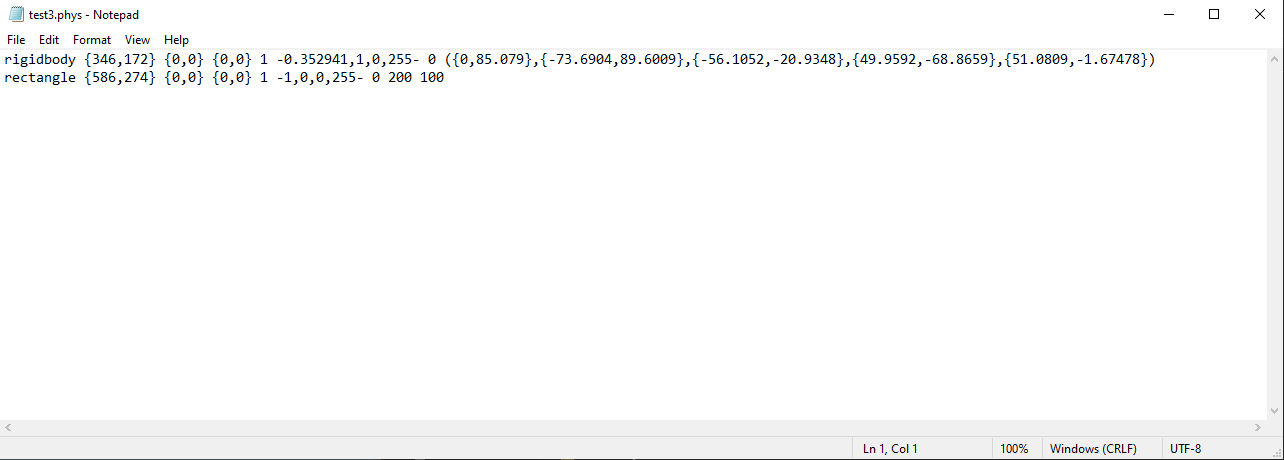 test3.phys - Notepad
File Edit Format View Help
rigidbody {346,172} {0,0} {0,0} 1 -0.352941,1,0,255- 0 ({0,85.079},{-73.6904,89.6009},{-56.1052,-20.9348},{49.9592,-68.8659},{51.0809,-1.67478})
rectangle {586,274} {0,0} {0,0} 1 -1,0,0,255- 0 200 100
Ln 1, Col 1 100% Windows (CRLF) UTF-8